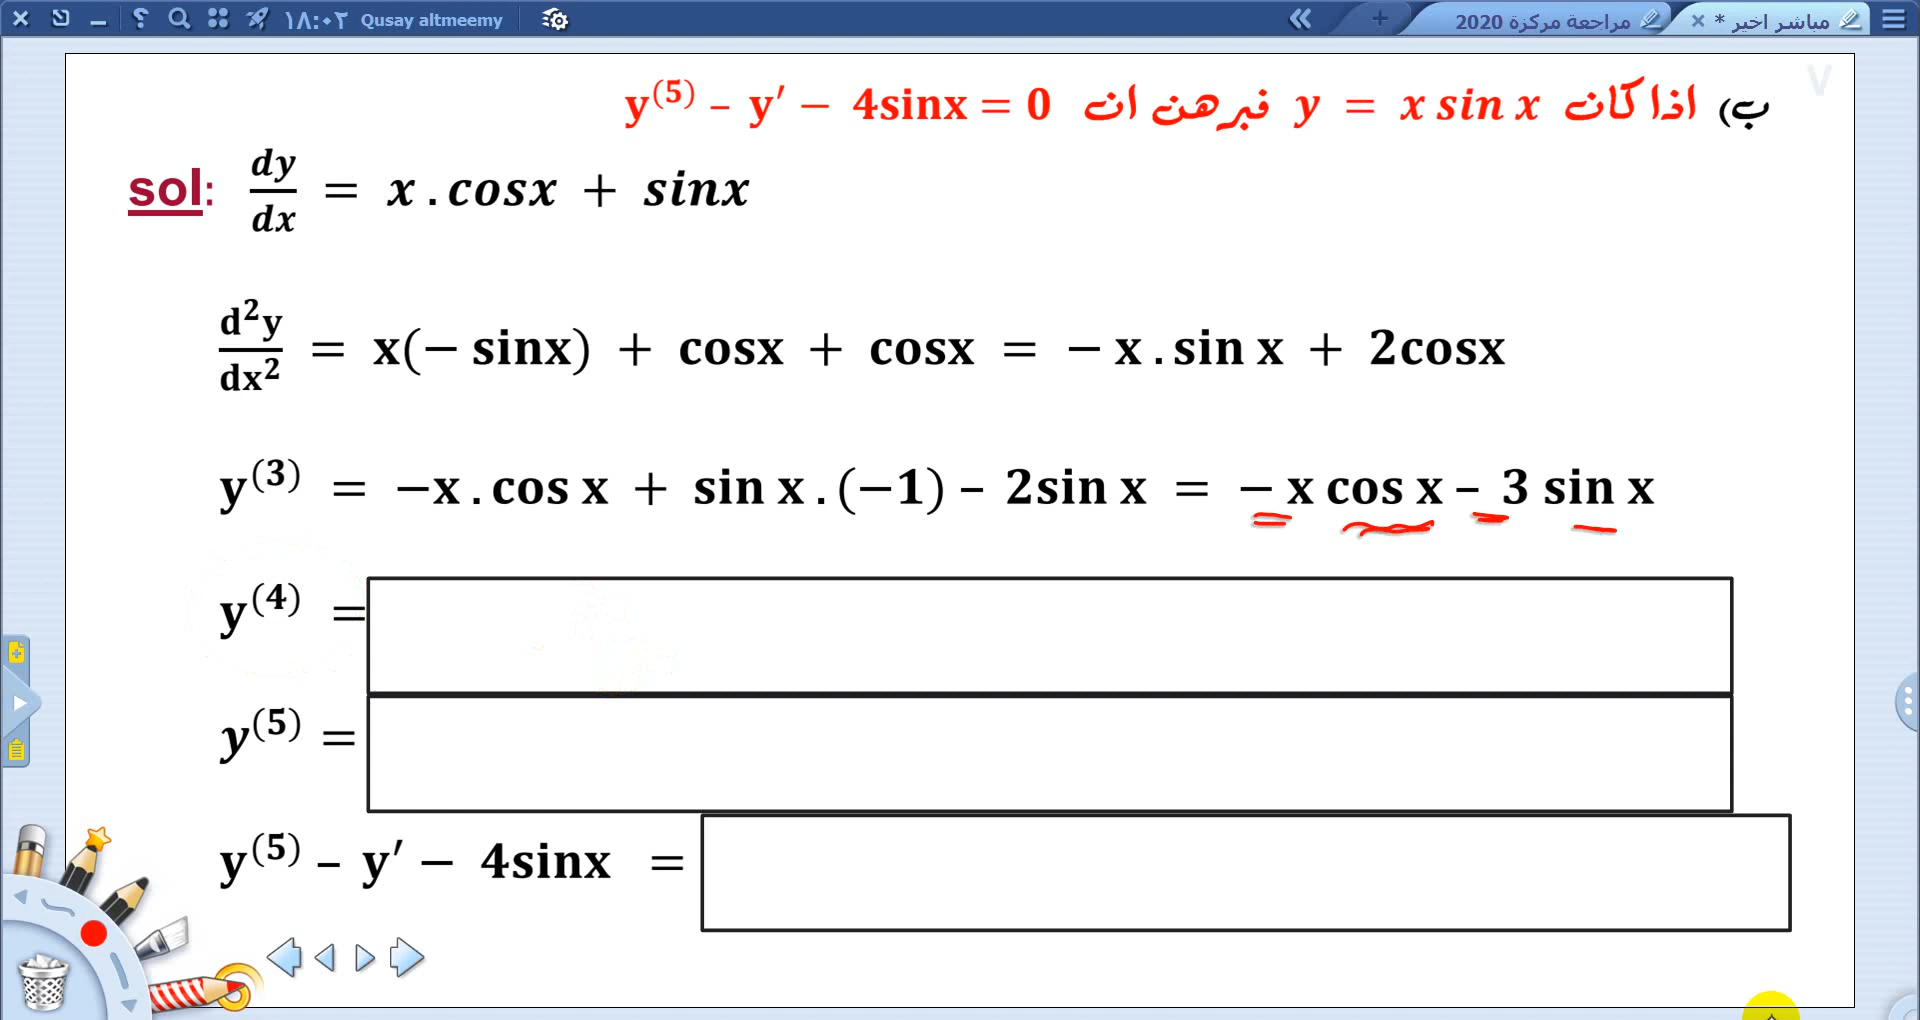 ١٨:٠٢ Qusay altmeemy مراجعة مركزة 2020 مباشر اخير *
ب) اذا كانت y = x sin x فبرهن ان y⁽⁵⁾ – y′ − 4sinx = 0
sol: dy/dx = x . cosx + sinx
d²y/dx² = x(− sinx) + cosx + cosx = − x . sin x + 2cosx
y⁽³⁾ = −x . cos x + sin x . (−1) – 2sin x = − x cos x – 3 sin x
y⁽⁴⁾ =
y⁽⁵⁾ =
y⁽⁵⁾ – y′ − 4sinx =